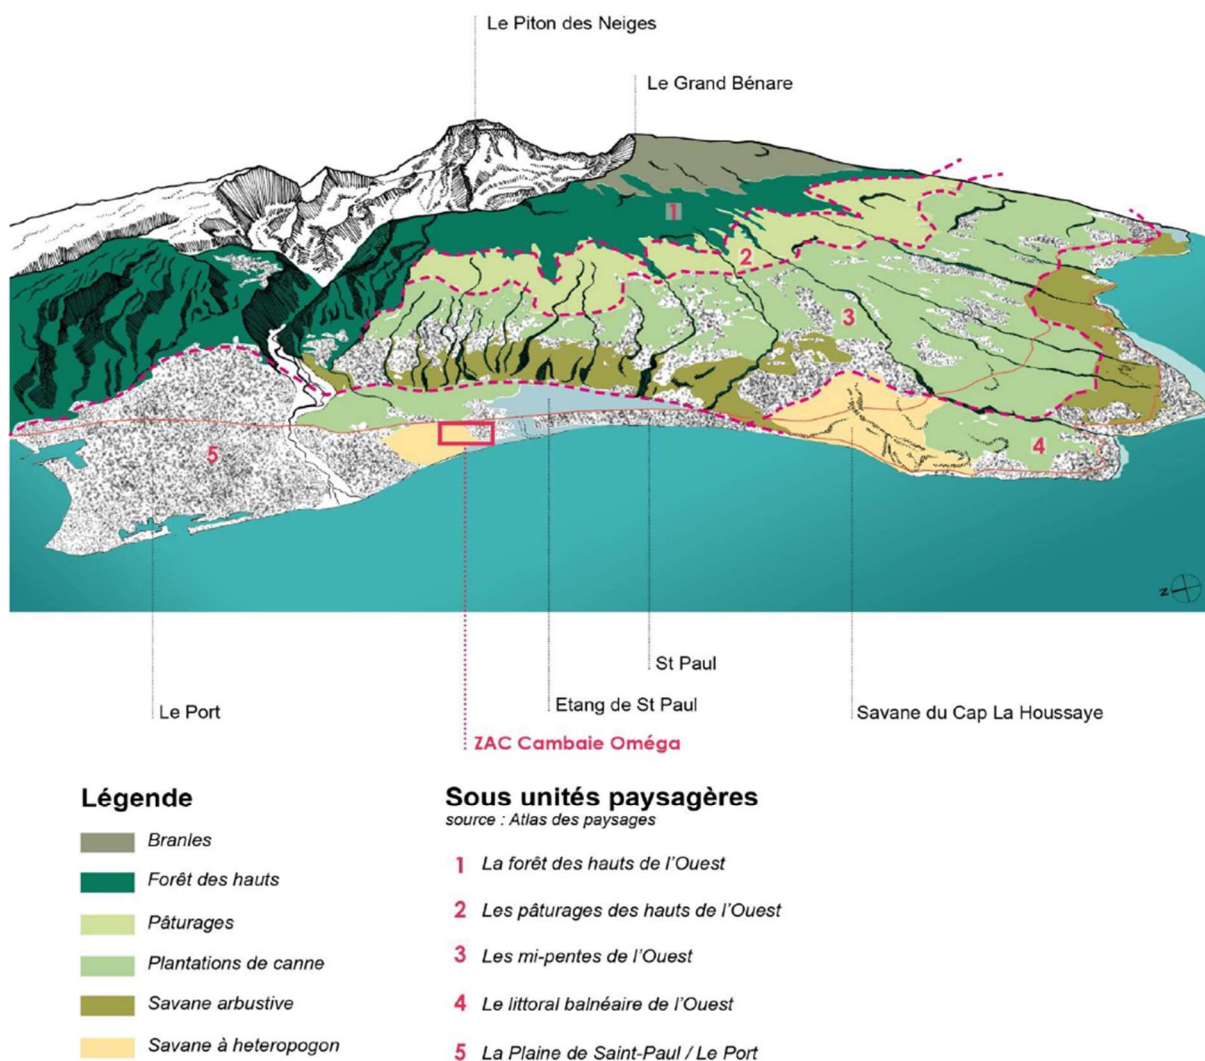 Le Piton des Neiges
Le Grand Bénare
1
2
3
4
5
N
St Paul
Etang de St Paul
Le Port
Savane du Cap La Houssaye
ZAC Cambaie Oméga
Légende
Branles
Forêt des hauts
Pâturages
Plantations de canne
Savane arbustive
Savane à heteropogon
Sous unités paysagères
source : Atlas des paysages
1 La forêt des hauts de l'Ouest
2 Les pâturages des hauts de l'Ouest
3 Les mi-pentes de l'Ouest
4 Le littoral balnéaire de l'Ouest
5 La Plaine de Saint-Paul / Le Port